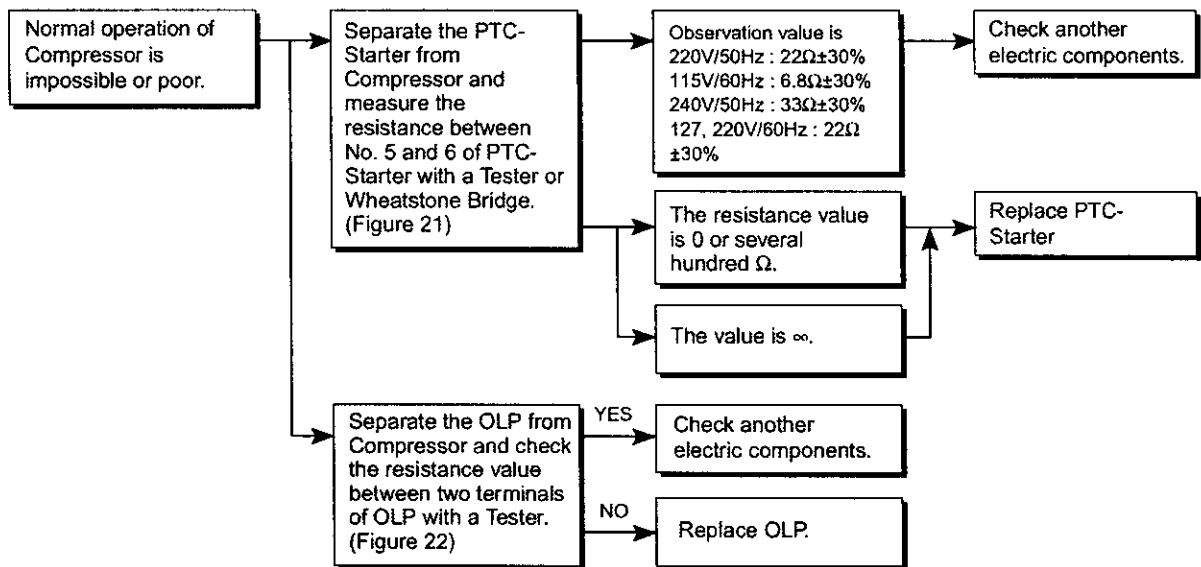 Normal operation of
Compressor is
impossible or poor.
Separate the PTC-
Starter from
Compressor and
measure the
resistance between
No. 5 and 6 of PTC-
Starter with a Tester or
Wheatstone Bridge.
(Figure 21)
Observation value is
220V/50Hz : 22Ω±30%
115V/60Hz : 6.8Ω±30%
240V/50Hz : 33Ω±30%
127, 220V/60Hz : 22Ω
±30%
Check another
electric components.
The resistance value
is 0 or several
hundred Ω.
The value is ∞.
Replace PTC-
Starter
Separate the OLP from
Compressor and check
the resistance value
between two terminals
of OLP with a Tester.
(Figure 22)
YES
Check another
electric components.
NO
Replace OLP.